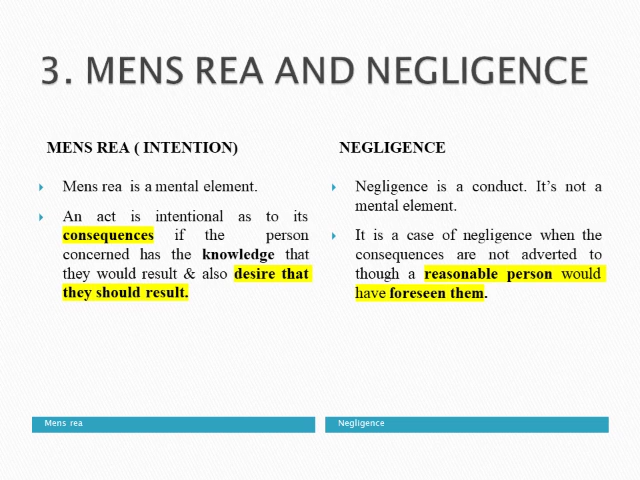 3. MENS REA AND NEGLIGENCE
MENS REA ( INTENTION)
Mens rea is a mental element.
An act is intentional as to its
consequences if the person
concerned has the knowledge that
they would result & also desire that
they should result.
NEGLIGENCE
Negligence is a conduct. It’s not a
mental element.
It is a case of negligence when the
consequences are not adverted to
though a reasonable person would
have foreseen them.
Mens rea
Negligence